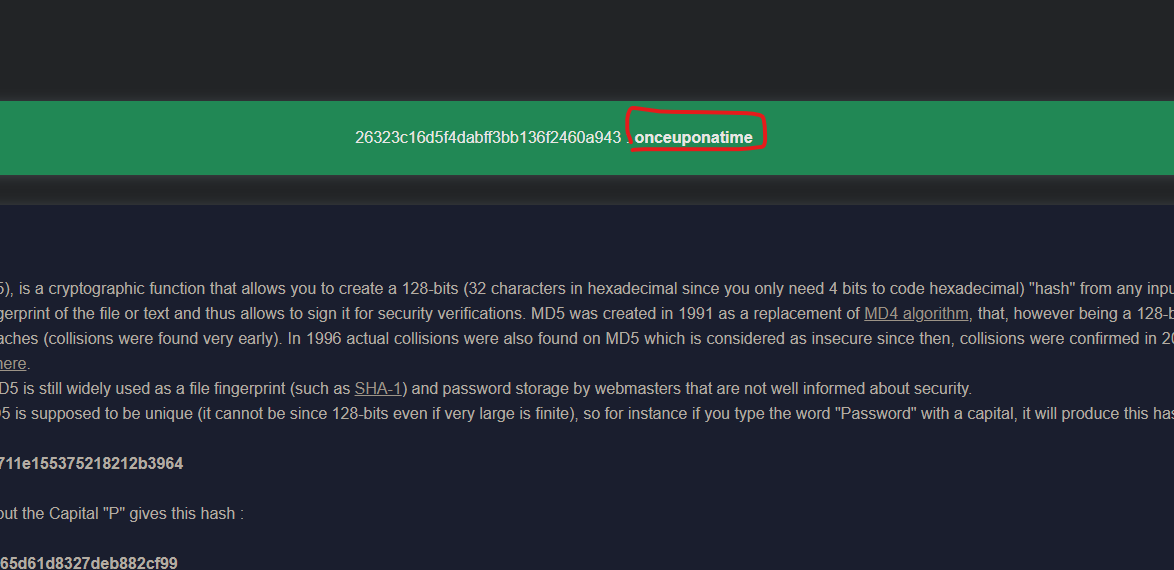 26323c16d5f4dabff3bb136f2460a943 : onceuponatime
5), is a cryptographic function that allows you to create a 128-bits (32 characters in hexadecimal since you only need 4 bits to code hexadecimal) "hash" from any inpu
gerprint of the file or text and thus allows to sign it for security verifications. MD5 was created in 1991 as a replacement of MD4 algorithm, that, however being a 128-b
aches (collisions were found very early). In 1996 actual collisions were also found on MD5 which is considered as insecure since then, collisions were confirmed in 20
here.
D5 is still widely used as a file fingerprint (such as SHA-1) and password storage by webmasters that are not well informed about security.
05 is supposed to be unique (it cannot be since 128-bits even if very large is finite), so for instance if you type the word "Password" with a capital, it will produce this has
711e155375218212b3964
out the Capital "P" gives this hash :
65d61d8327deb882cf99